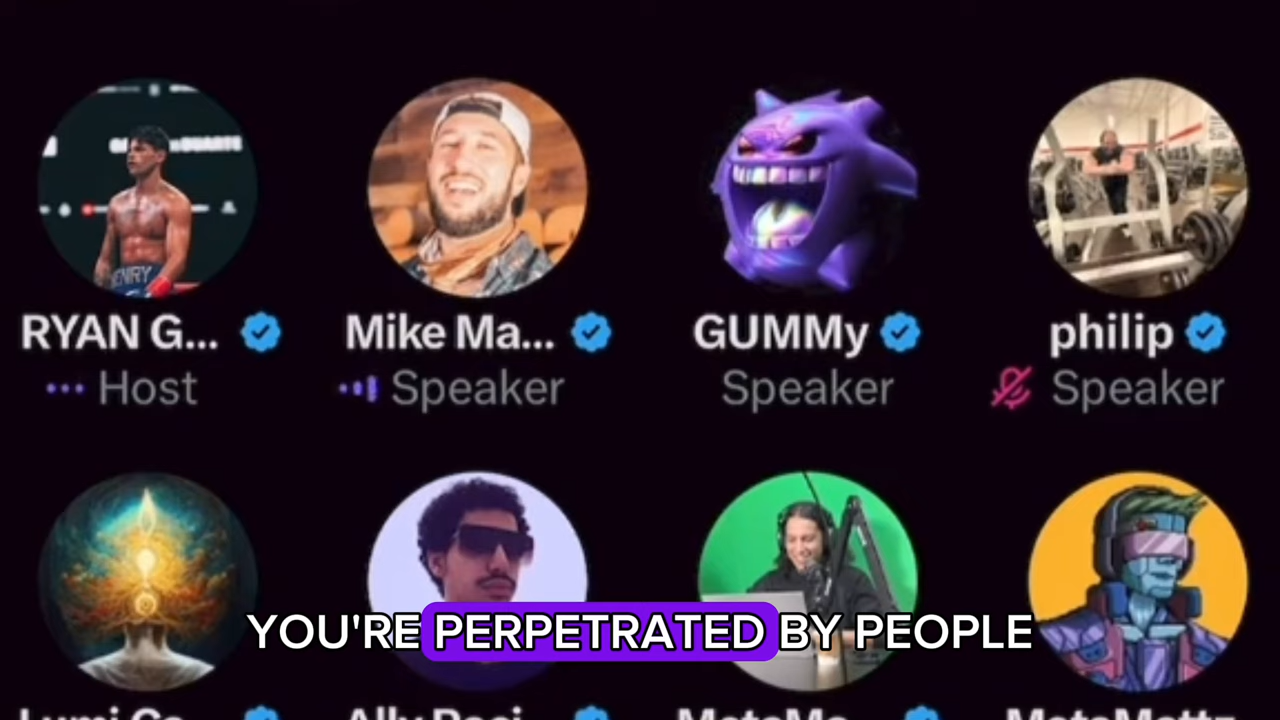 RYAN G...
Mike Ma...
GUMMy
philip
Host
Speaker
Speaker
Speaker
YOU'RE PERPETRATED BY PEOPLE